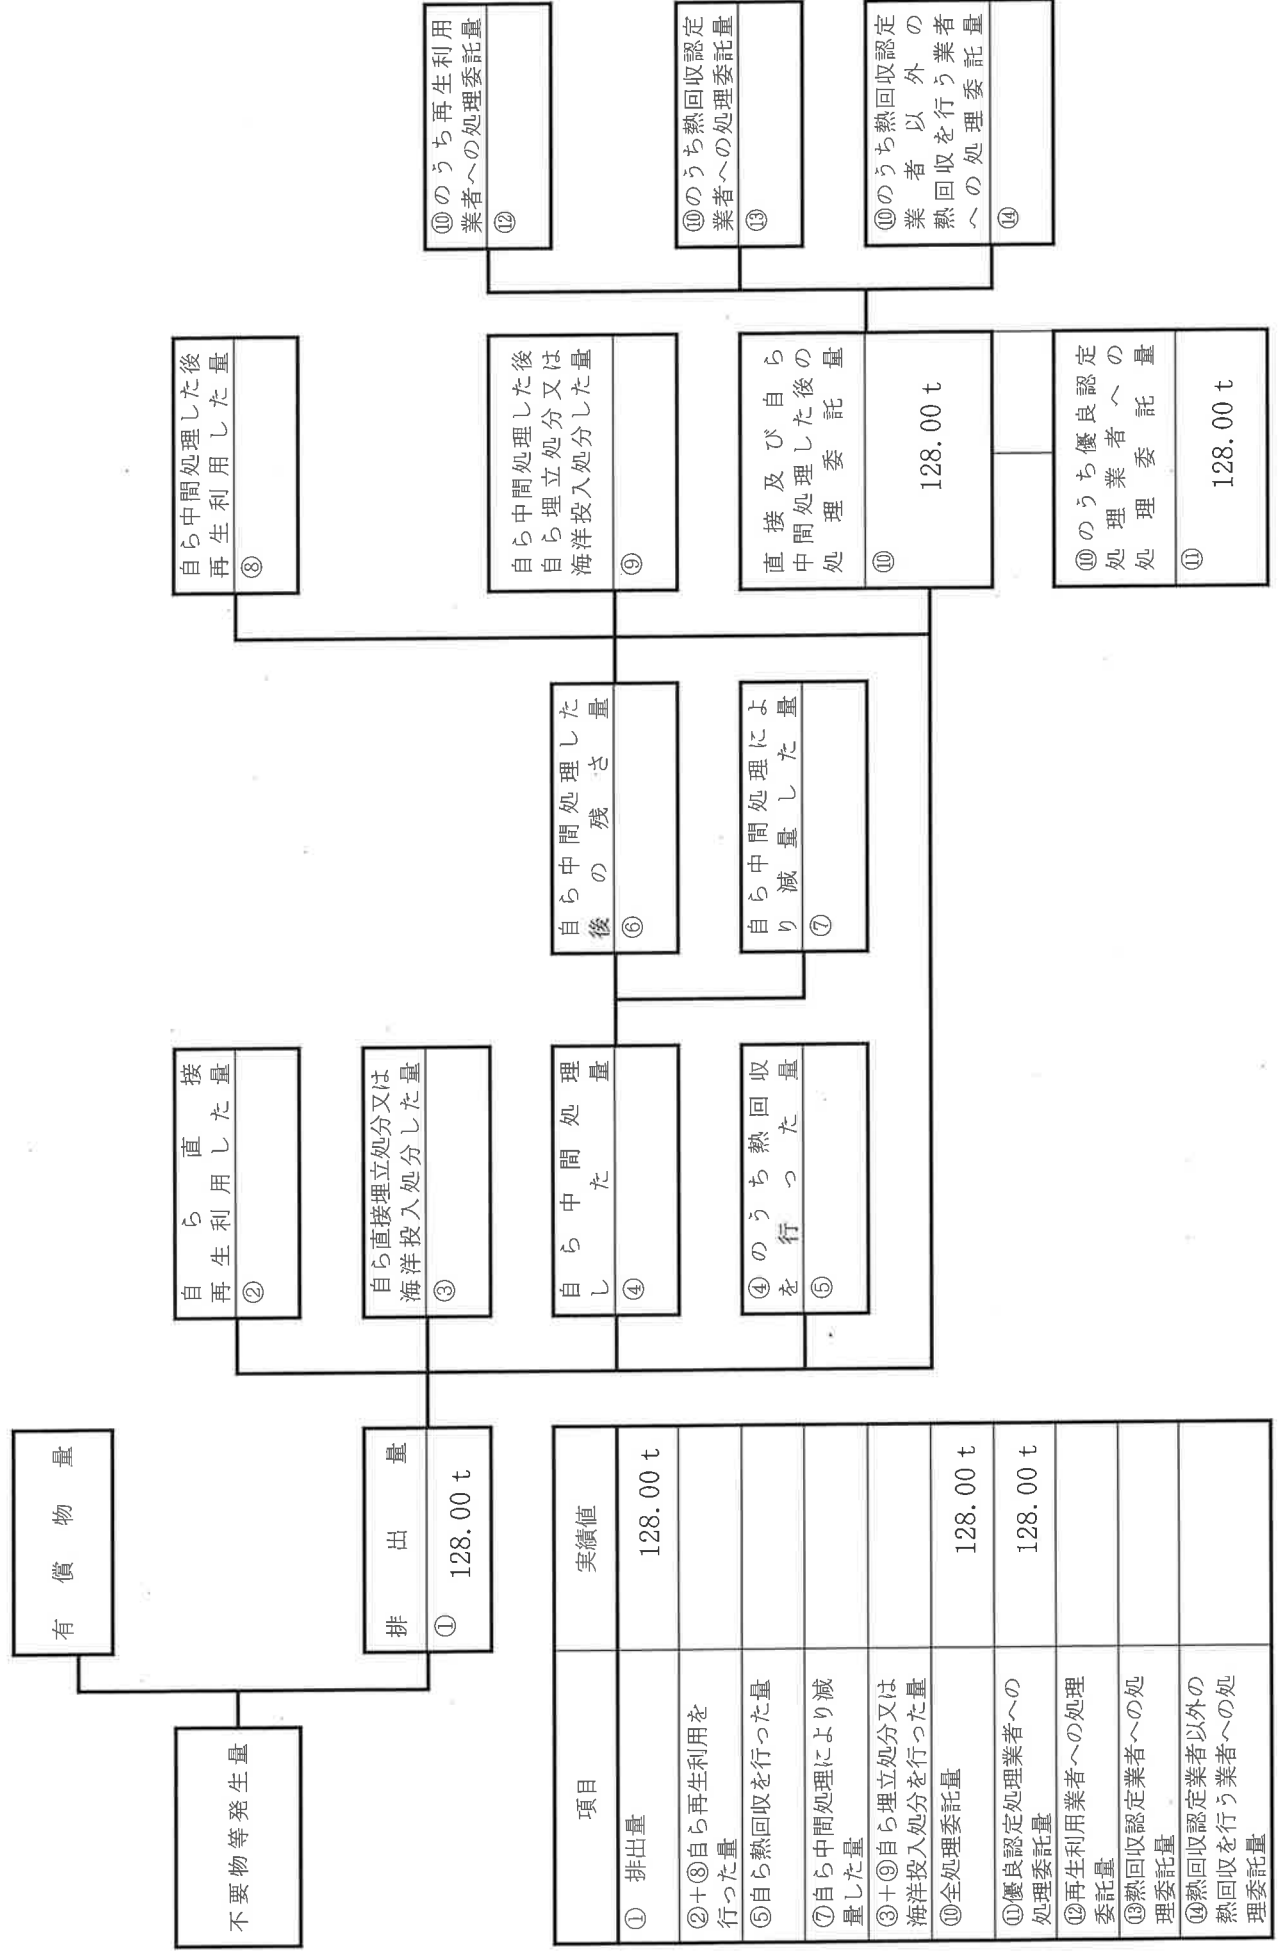 不要物等発生量
有償物量
排出量
①
128.00 t
自ら直接
再生利用した量
②
自ら直接埋立処分又は
海洋投入処分した量
③
自ら中間処理
した量
④
④のうち熱回収
を行った量
⑤
自ら中間処理した
後の残さ量
⑥
自ら中間処理によ
り減量した量
⑦
自ら中間処理した後
再生利用した量
⑧
自ら中間処理した後
自ら埋立処分又は
海洋投入処分した量
⑨
直接及び自ら
中間処理した後の
処理委託量
⑩
128.00 t
⑩のうち優良認定
処理業者への
処理委託量
⑪
128.00 t
⑩のうち再生利用
業者への処理委託量
⑫
⑩のうち熱回収認定
業者への処理委託量
⑬
⑩のうち熱回収認定
業者以外の
熱回収を行う業者
への処理委託量
⑭
項目 実績値
① 排出量 128.00 t
②+⑧自ら再生利用を
行った量
⑤自ら熱回収を行った量
⑦自ら中間処理により減
量した量
③+⑨自ら埋立処分又は
海洋投入処分を行った量
⑩全処理委託量 128.00 t
⑪優良認定処理業者への
処理委託量 128.00 t
⑫再生利用業者への処理
委託量
⑬熱回収認定業者への処
理委託量
⑭熱回収認定業者以外の
熱回収を行う業者への処
理委託量